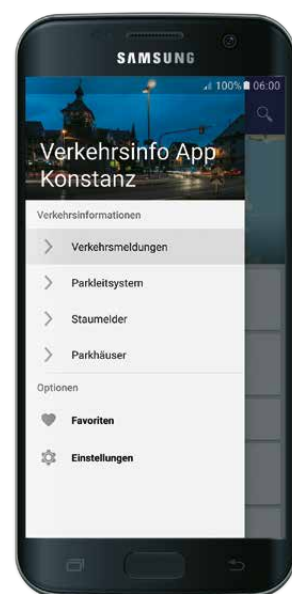 SAMSUNG
100% 06:00
Verkehrsinfo App
Konstanz
Verkehrsinformationen
Verkehrsmeldungen
Parkleitsystem
Staumelder
Parkhäuser
Optionen
Favoriten
Einstellungen